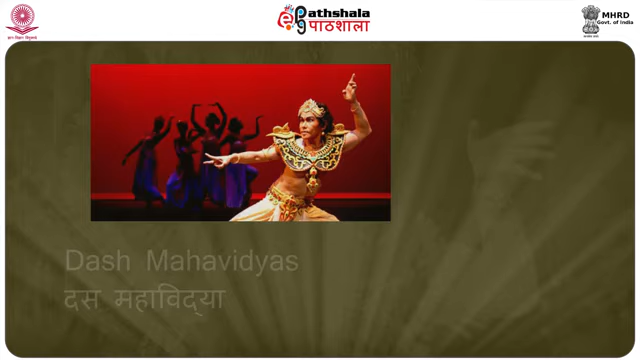 ePathshala
पाठशाला
MHRD
Govt. of India
Dash Mahavidyas
दस महाविद्या